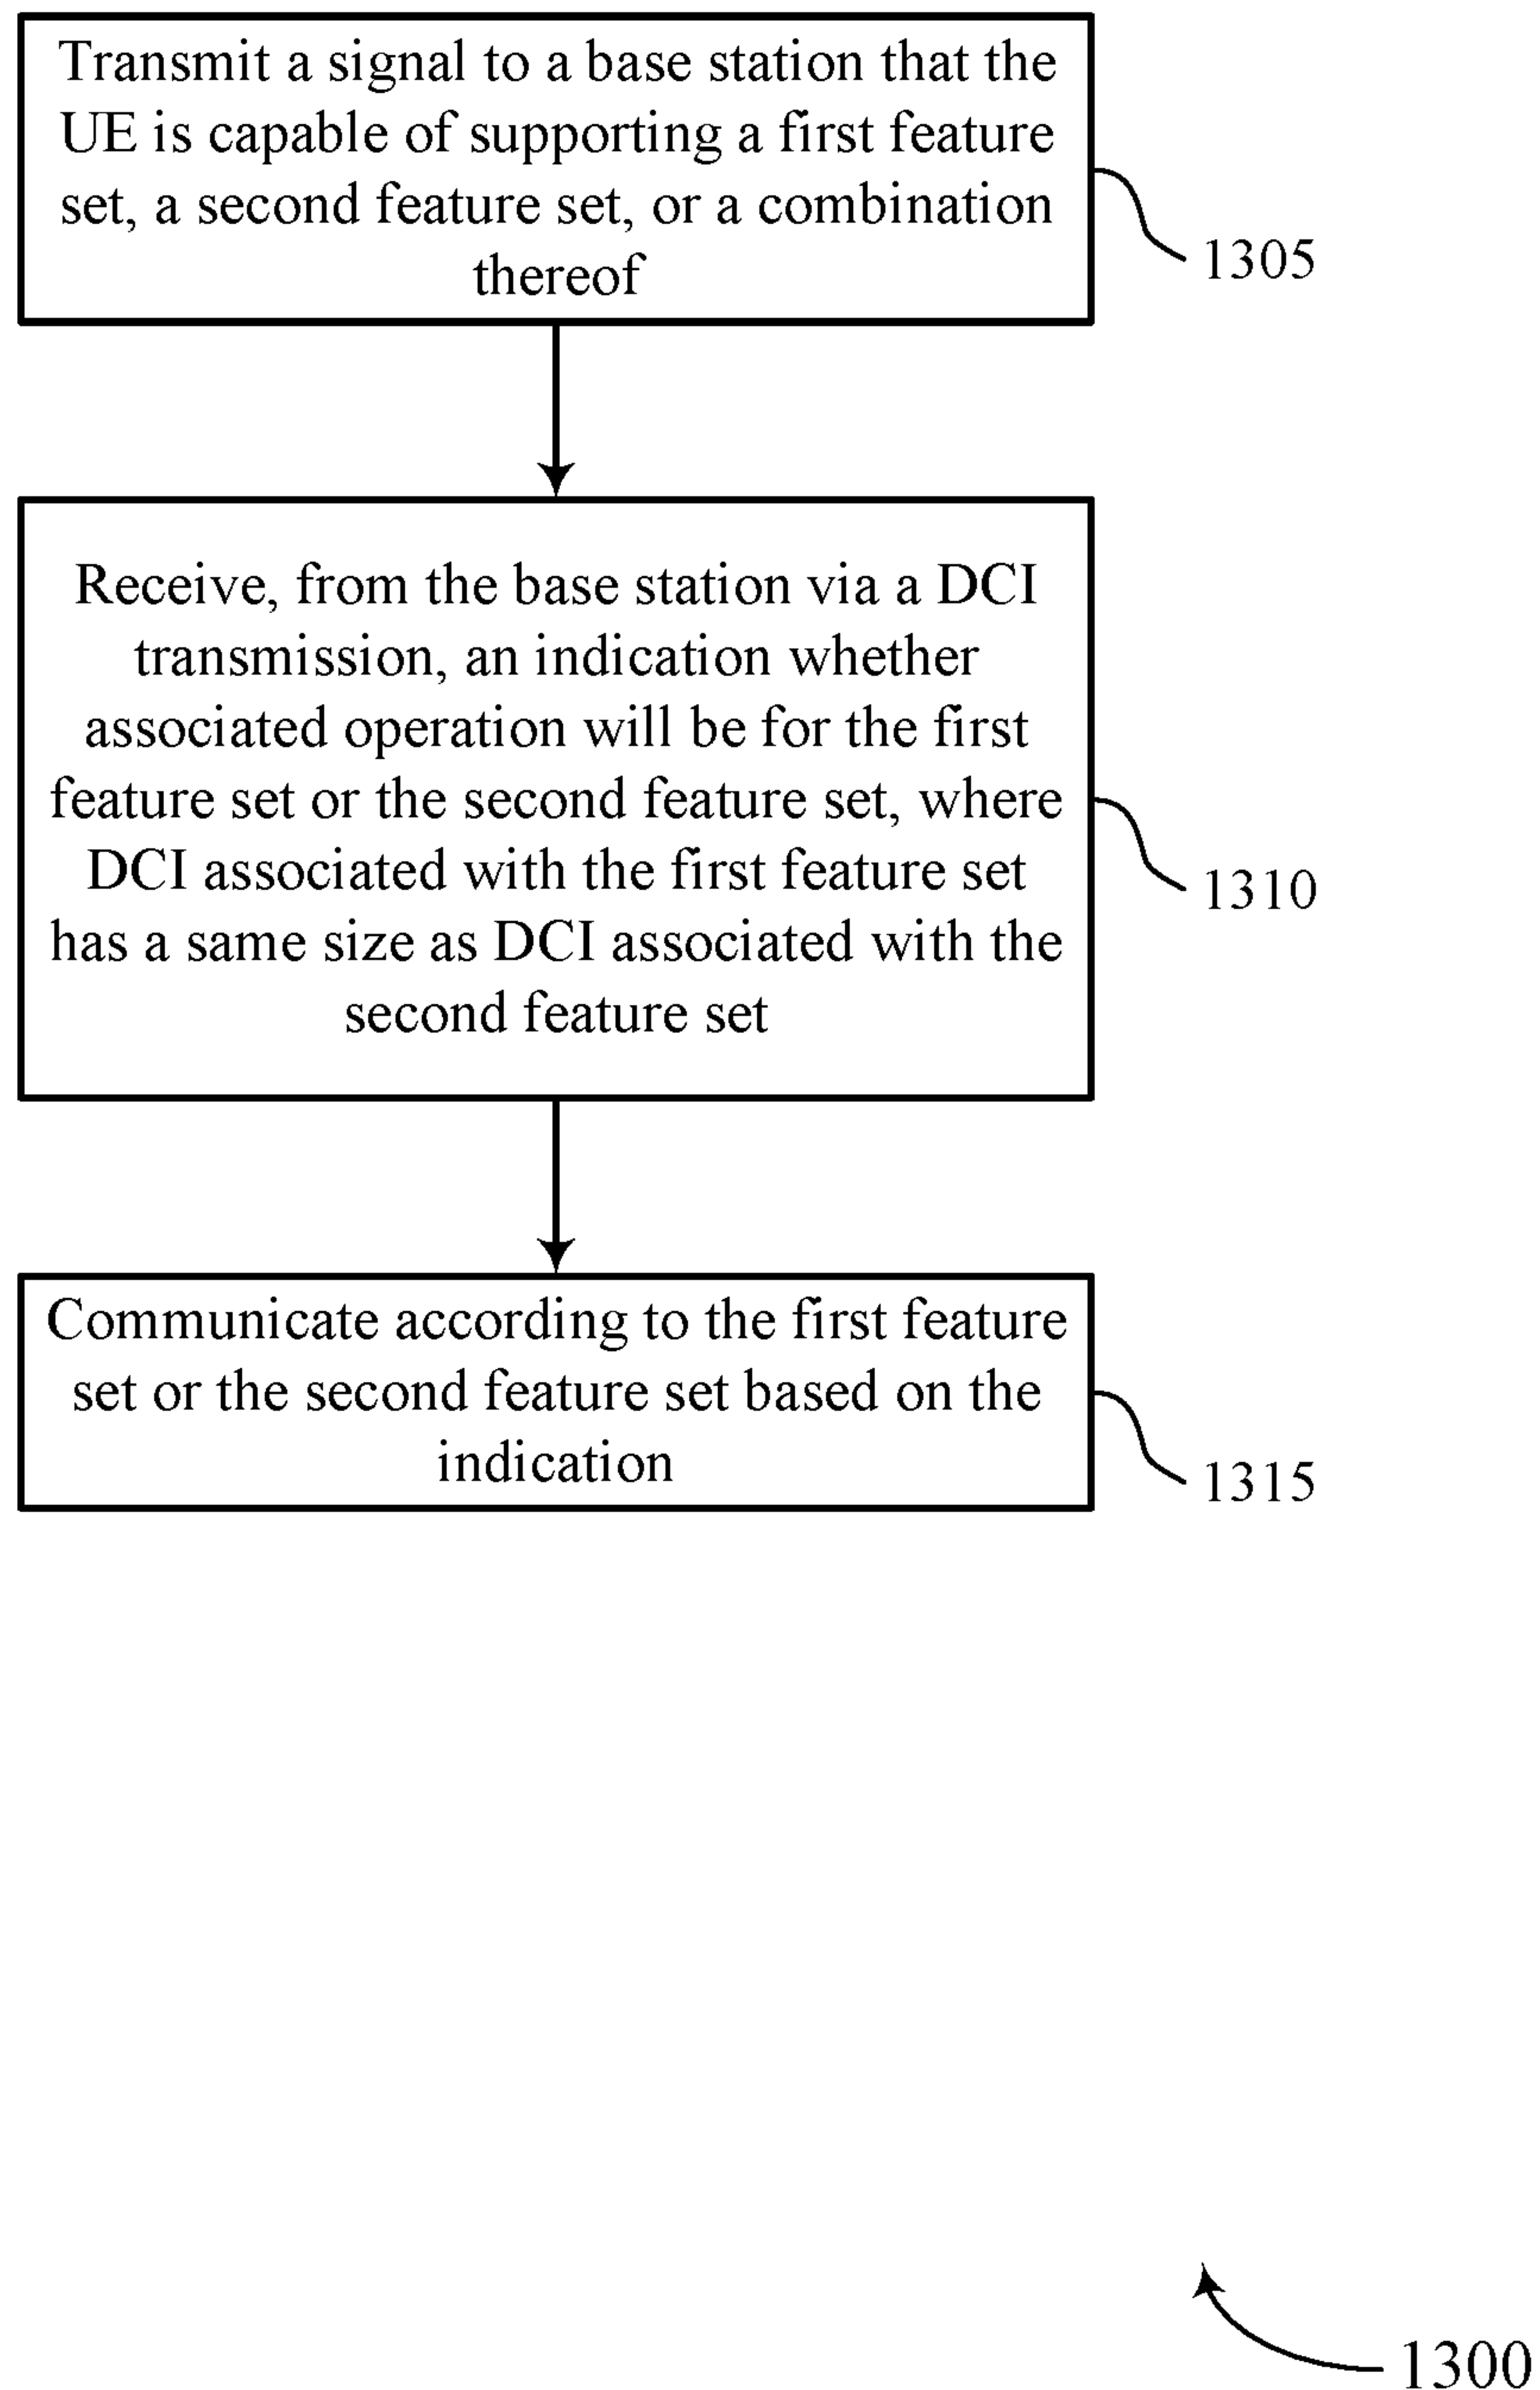 Transmit a signal to a base station that the
UE is capable of supporting a first feature
set, a second feature set, or a combination
thereof
1305
Receive, from the base station via a DCI
transmission, an indication whether
associated operation will be for the first
feature set or the second feature set, where
DCI associated with the first feature set
has a same size as DCI associated with the
second feature set
1310
Communicate according to the first feature
set or the second feature set based on the
indication
1315
1300